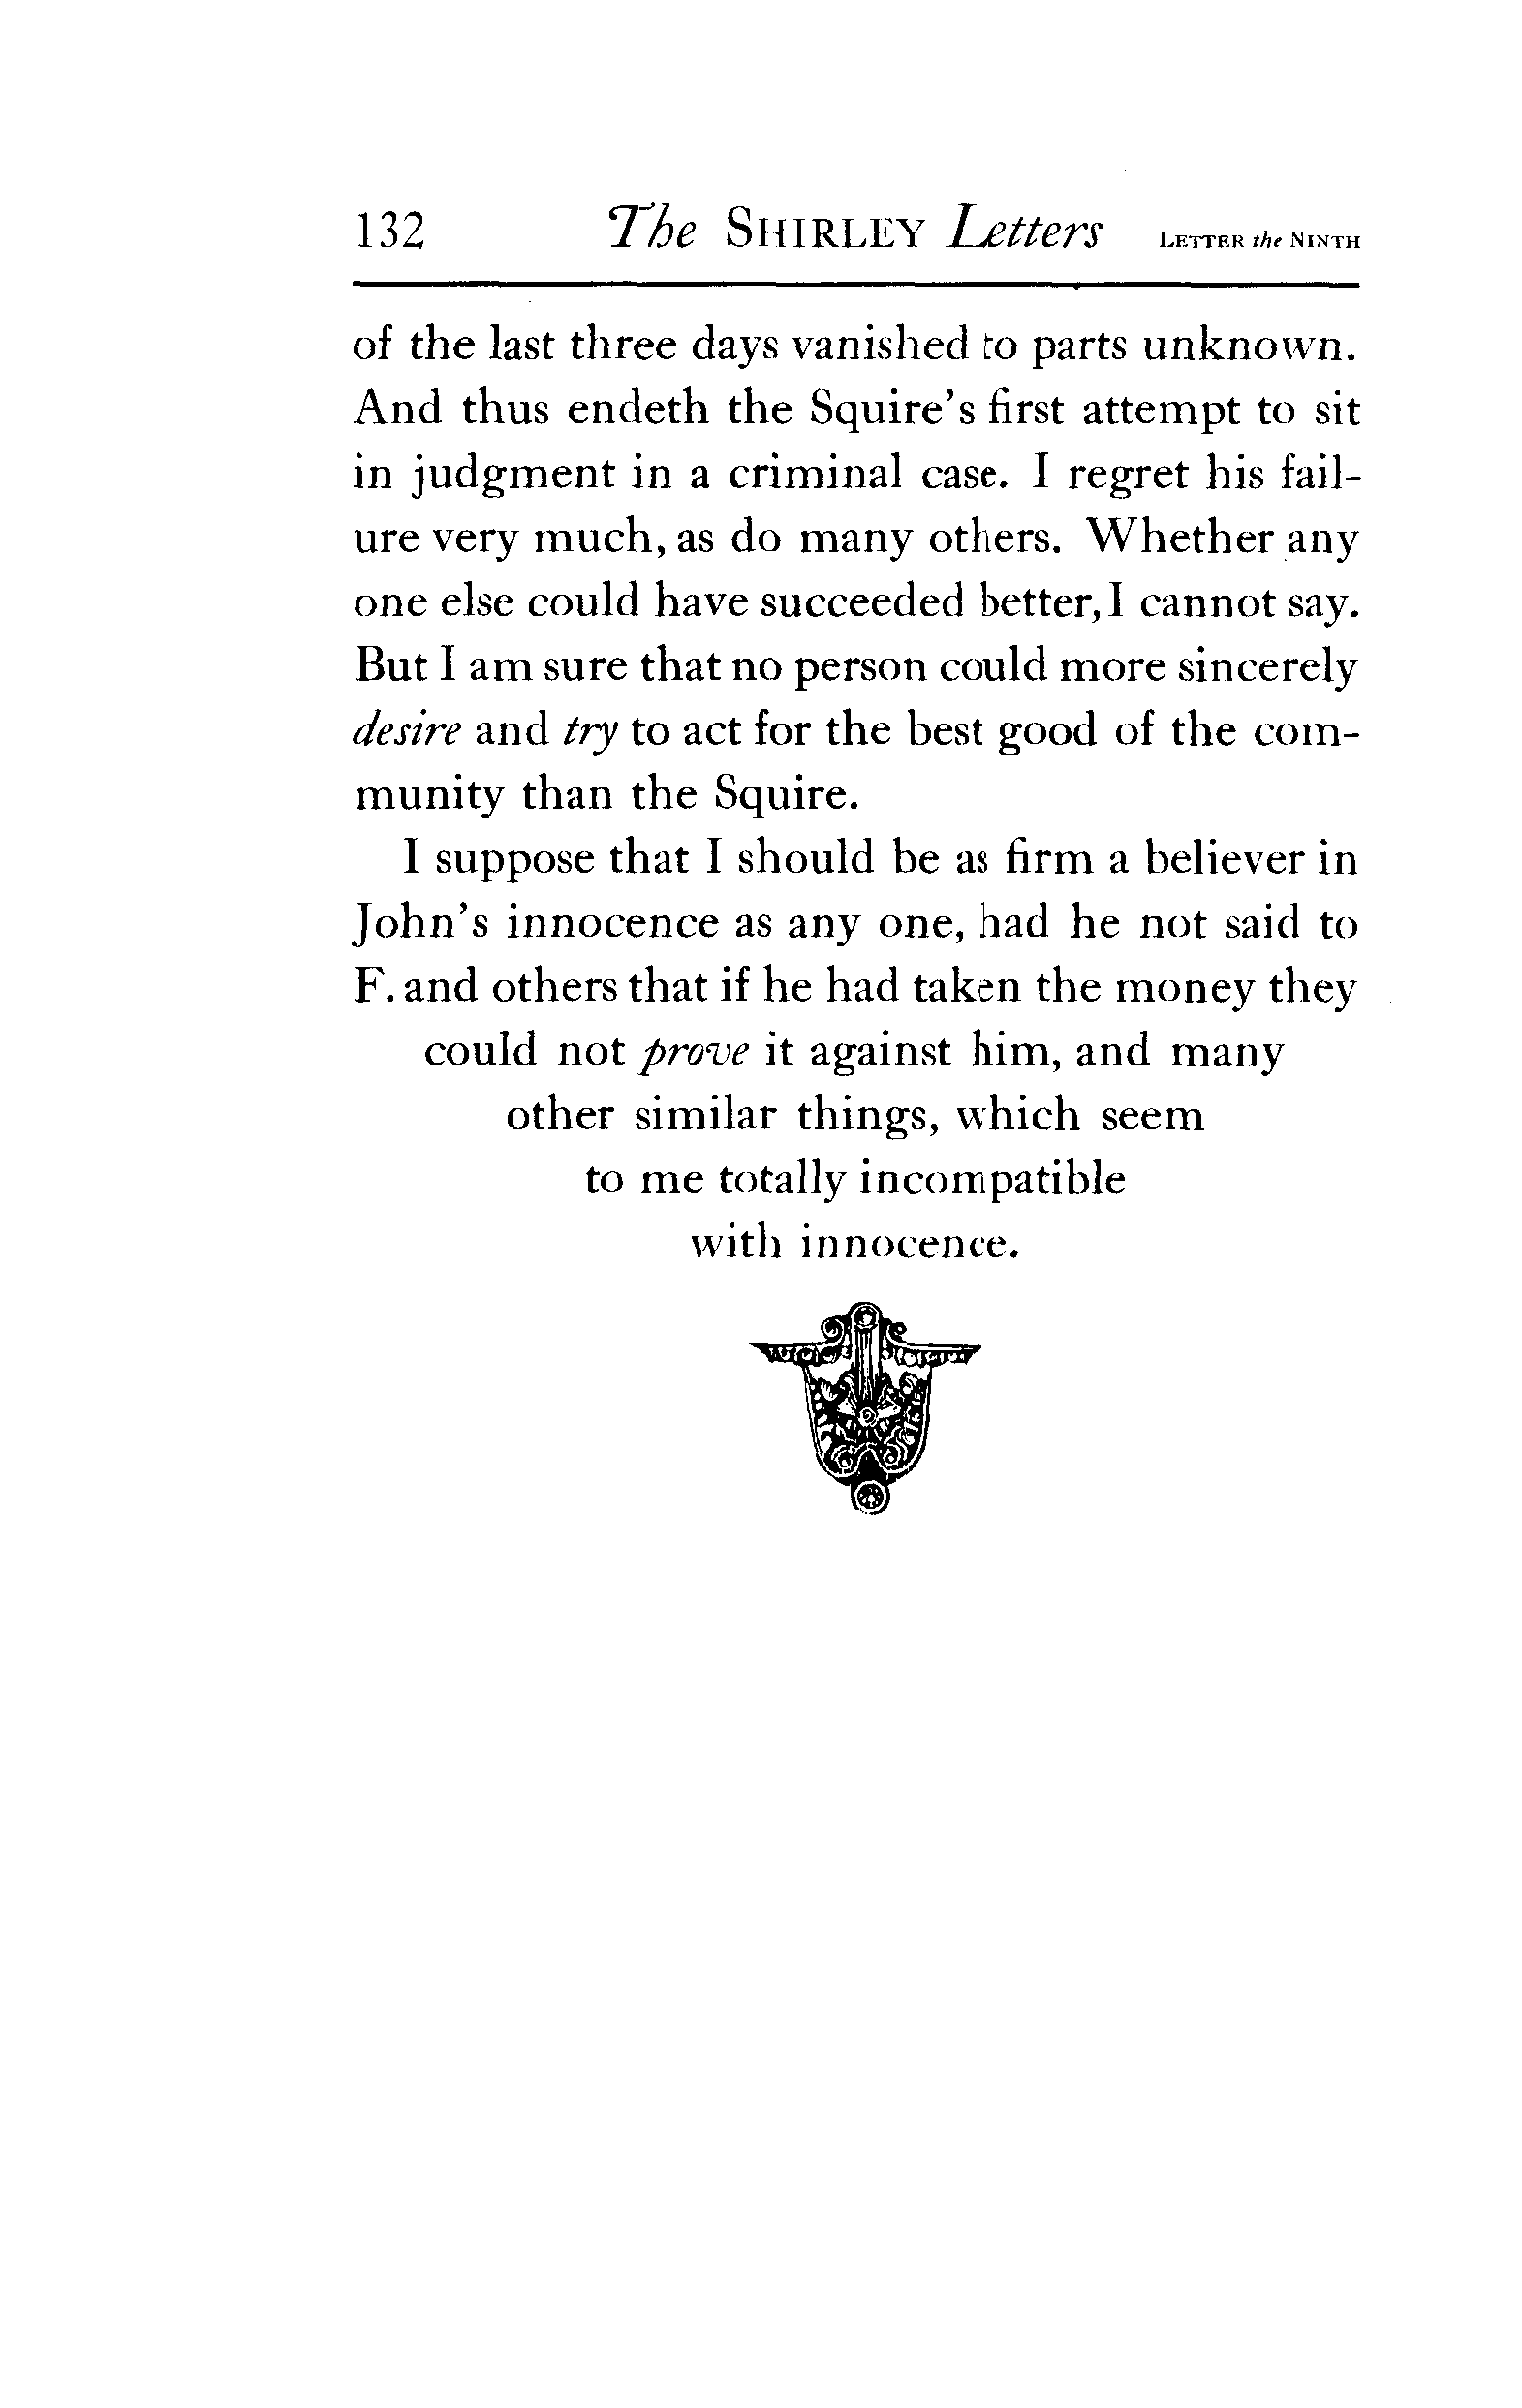 132 The Shirley Letters Letter the Ninth
of the last three days vanished to parts unknown.
And thus endeth the Squire's first attempt to sit
in judgment in a criminal case. I regret his fail-
ure very much, as do many others. Whether any
one else could have succeeded better, I cannot say.
But I am sure that no person could more sincerely
desire and try to act for the best good of the com-
munity than the Squire.
I suppose that I should be as firm a believer in
John's innocence as any one, had he not said to
F. and others that if he had taken the money they
could not prove it against him, and many
other similar things, which seem
to me totally incompatible
with innocence.